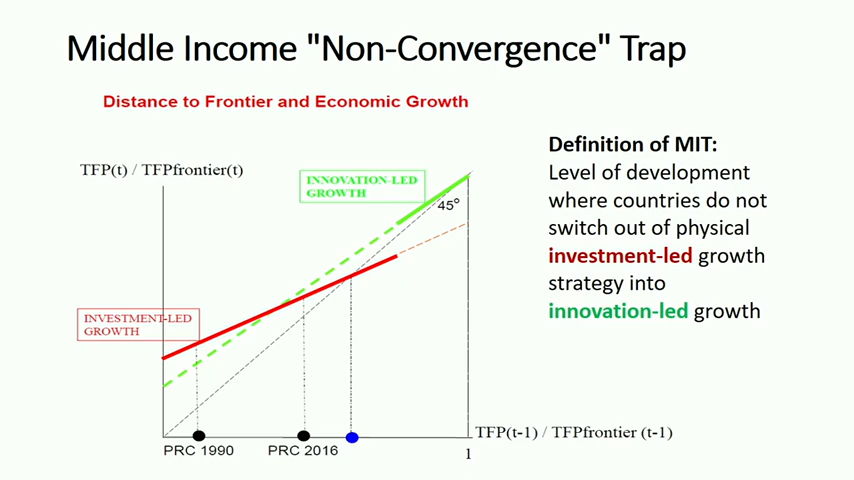 Middle Income "Non-Convergence" Trap
Distance to Frontier and Economic Growth
TFP(t) / TFPfrontier(t)
INNOVATION-LED
GROWTH
45°
INVESTMENT-LED
GROWTH
PRC 1990
PRC 2016
TFP(t-1) / TFPfrontier (t-1)
1
Definition of MIT:
Level of development
where countries do not
switch out of physical
investment-led growth
strategy into
innovation-led growth